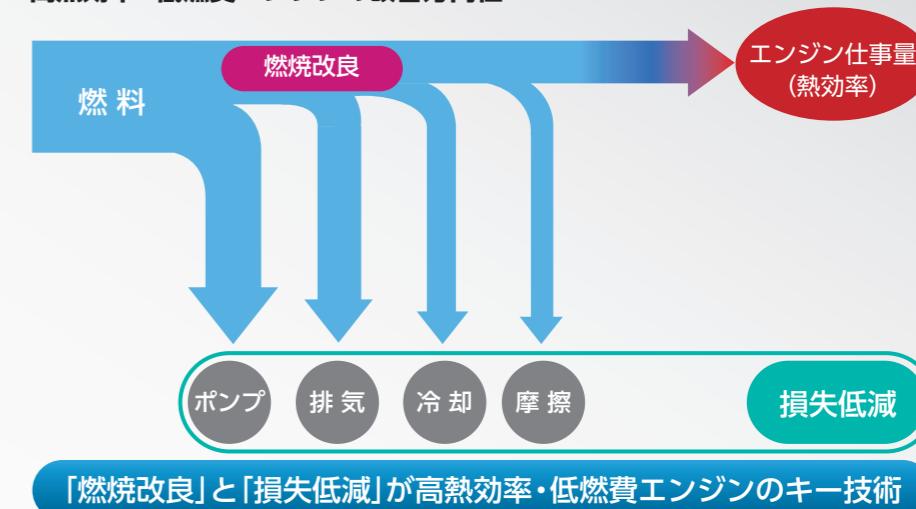 燃料
燃焼改良
エンジン仕事量
(熱効率)
ポンプ
排気
冷却
摩擦
損失低減
「燃焼改良」と「損失低減」が高熱効率・低燃費エンジンのキー技術